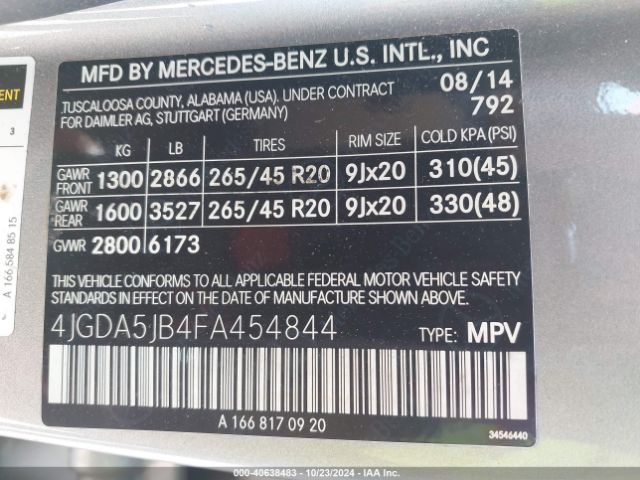 MFD BY MERCEDES-BENZ U.S. INTL., INC
TUSCALOOSA COUNTY, ALABAMA (USA). UNDER CONTRACT 08/14
FOR DAIMLER AG, STUTTGART (GERMANY) 792
KG LB TIRES RIM SIZE COLD KPA (PSI)
GAWR FRONT 1300 2866 265/45 R20 9Jx20 310(45)
GAWR REAR 1600 3527 265/45 R20 9Jx20 330(48)
GVWR 2800 6173
THIS VEHICLE CONFORMS TO ALL APPLICABLE FEDERAL MOTOR VEHICLE SAFETY
STANDARDS IN EFFECT ON THE DATE OF MANUFACTURE SHOWN ABOVE.
4JGDA5JB4FA454844 TYPE: MPV
A 166 817 09 20
34546440
3
A 166 584 85 15
000-40638483 - 10/23/2024 - IAA Inc.